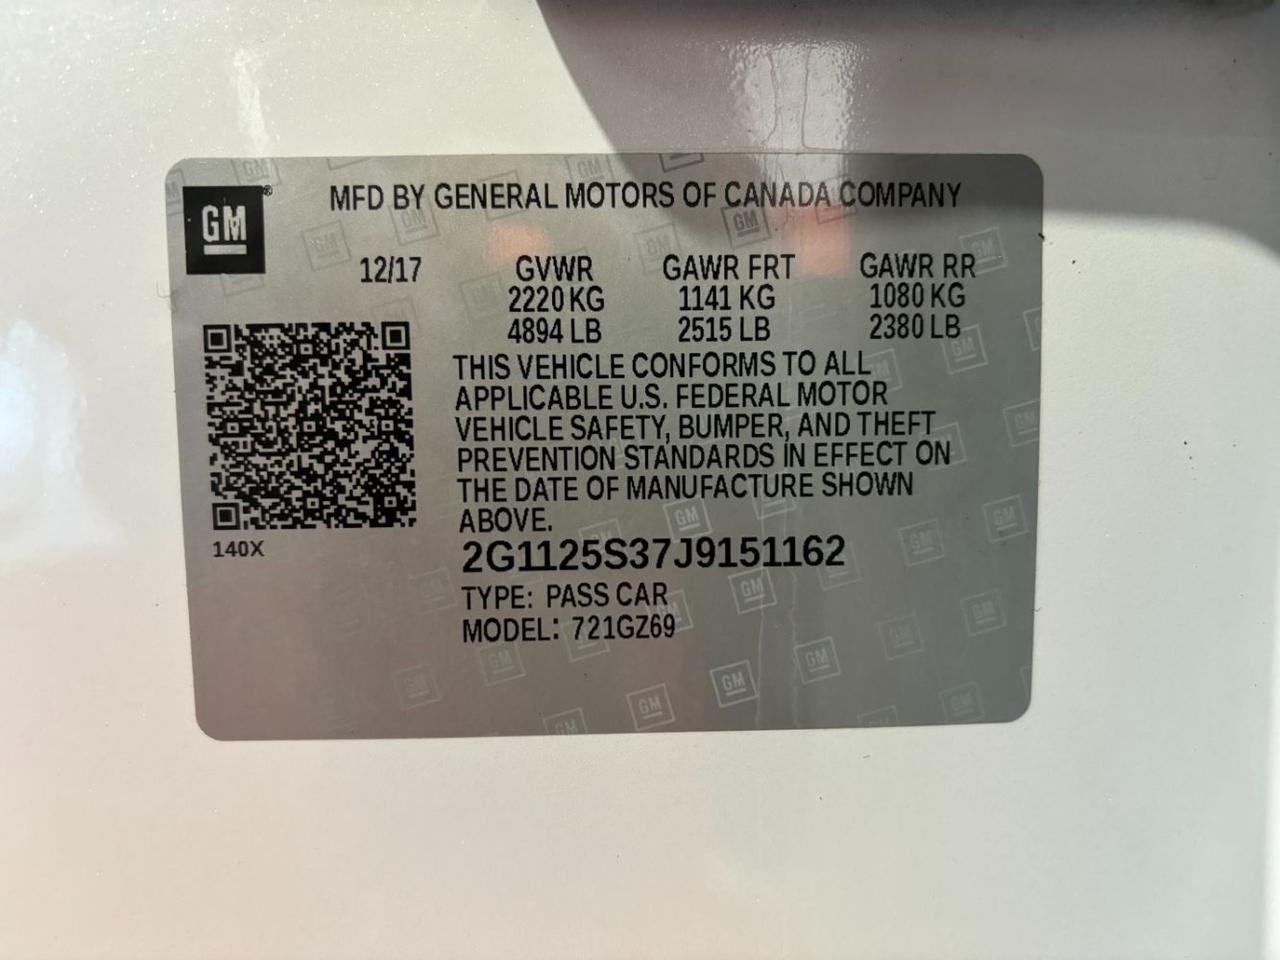 GM®
MFD BY GENERAL MOTORS OF CANADA COMPANY
12/17 GVWR GAWR FRT GAWR RR
2220 KG 1141 KG 1080 KG
4894 LB 2515 LB 2380 LB
THIS VEHICLE CONFORMS TO ALL
APPLICABLE U.S. FEDERAL MOTOR
VEHICLE SAFETY, BUMPER, AND THEFT
PREVENTION STANDARDS IN EFFECT ON
THE DATE OF MANUFACTURE SHOWN
ABOVE.
140X
2G1125S37J9151162
TYPE: PASS CAR
MODEL: 721GZ69